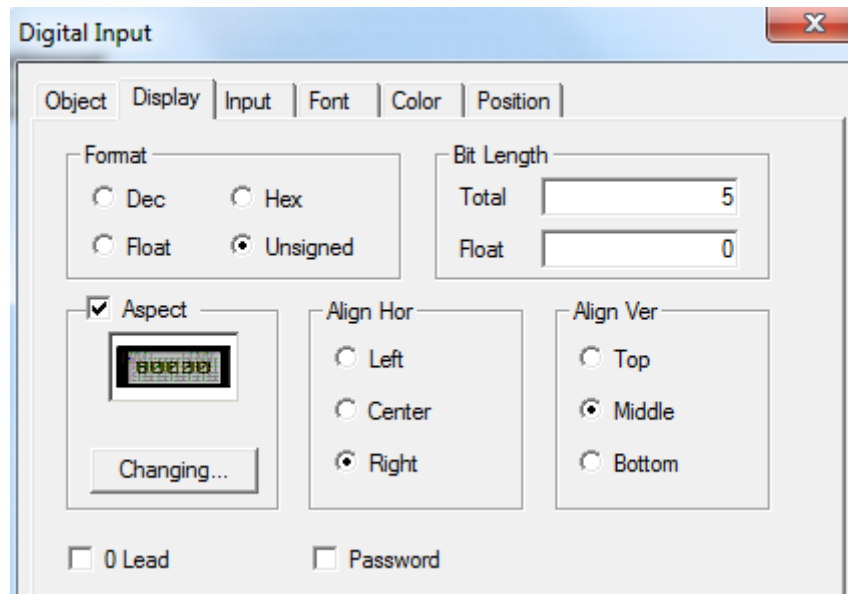 Digital Input
Object Display Input Font Color Position
Format
Dec Hex
Float Unsigned
Bit Length
Total 5
Float 0
Aspect
Changing...
Align Hor
Left
Center
Right
Align Ver
Top
Middle
Bottom
0 Lead Password